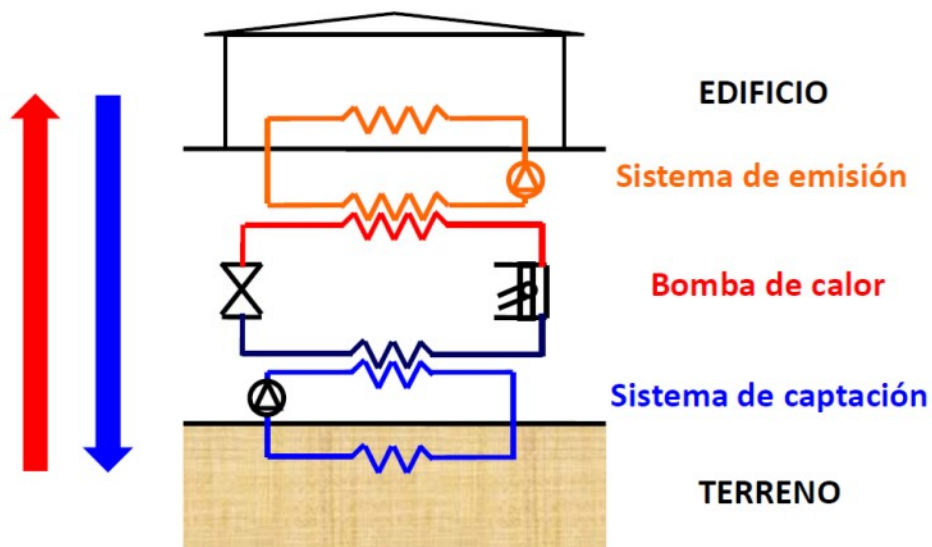 EDIFICIO
Sistema de emisión
Bomba de calor
Sistema de captación
TERRENO